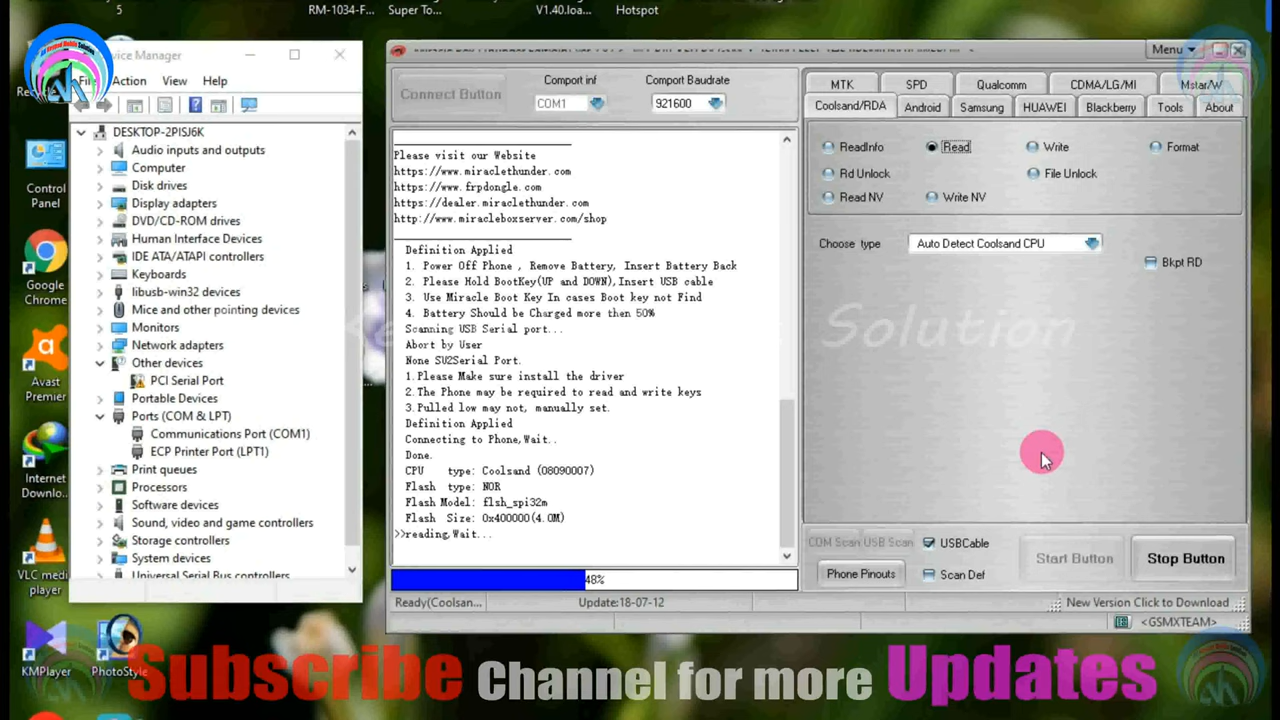 5
RM-1034-F...
Super To...
V1.40.loa...
Hotspot
vice Manager
Action View Help
DESKTOP-2PISJ6K
Audio inputs and outputs
Computer
Disk drives
Display adapters
DVD/CD-ROM drives
Human Interface Devices
IDE ATA/ATAPI controllers
Keyboards
libusb-win32 devices
Mice and other pointing devices
Monitors
Network adapters
Other devices
PCI Serial Port
Portable Devices
Ports (COM & LPT)
Communications Port (COM1)
ECP Printer Port (LPT1)
Print queues
Processors
Software devices
Sound, video and game controllers
Storage controllers
System devices
Universal Serial Bus controllers
Control
Panel
Google
Chrome
Avast
Premier
Internet
Downlo...
VLC medi
player
KMPlayer
PhotoStyle
Menu
Connect Button
Comport inf
COM1
Comport Baudrate
921600
Please visit our Website
https://www.miraclethunder.com
https://www.frpdongle.com
https://dealer.miraclethunder.com
http://www.miracleboxserver.com/shop
Definition Applied
1. Power Off Phone , Remove Battery, Insert Battery Back
2. Please Hold BootKey(UP and DOWN),Insert USB cable
3. Use Miracle Boot Key In cases Boot key not Find
4. Battery Should be Charged more then 50%
Scanning USB Serial port...
Abort by User
None SU2Serial Port.
1.Please Make sure install the driver
2.The Phone may be required to read and write keys
3.Pulled low may not, manually set.
Definition Applied
Connecting to Phone,Wait..
Done.
CPU type: Coolsand (08090007)
Flash type: NOR
Flash Model: flsh_spi32m
Flash Size: 0x400000(4.0M)
>>reading,Wait...
48%
Ready(Coolsan...
Update:18-07-12
New Version Click to Download
<GSMXTEAM>
MTK SPD Qualcomm CDMA/LG/MI Mstar/W
Coolsand/RDA Android Samsung HUAWEI Blackberry Tools About
ReadInfo Read Write Format
Rd Unlock File Unlock
Read NV Write NV
Choose type Auto Detect Coolsand CPU
Bkpt RD
Solution
COM Scan USB Scan USBCable
Start Button Stop Button
Phone Pinouts Scan Def
Subscribe Channel for more Updates